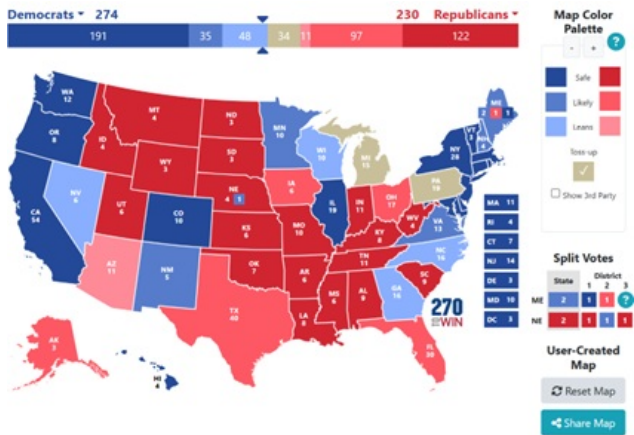 Democrats 274
230 Republicans
191 35 48 34 11 97 122
Map Color
Palette
- + ?
Safe
Likely
Leans
Toss-up
✓
Show 3rd Party
Split Votes
State District
1 2 3
ME 2 1 1 ?
NE 2 1 1 1
User-Created
Map
Reset Map
Share Map
WA
12
OR
8
CA
54
NV
6
ID
4
MT
4
WY
3
UT
6
AZ
11
CO
10
NM
5
ND
3
SD
3
NE
4 1
KS
6
OK
7
TX
40
MN
10
IA
6
MO
10
AR
6
LA
8
WI
10
IL
19
MI
15
IN
11
OH
17
KY
8
TN
11
MS
6
AL
9
GA
16
FL
30
SC
9
NC
16
VA
13
WV
4
PA
19
NY
28
VT
3
NH
4
ME
2 1 1
MA 11
RI 4
CT 7
NJ 14
DE 3
MD 10
DC 3
AK
3
HI
4
270
TO WIN